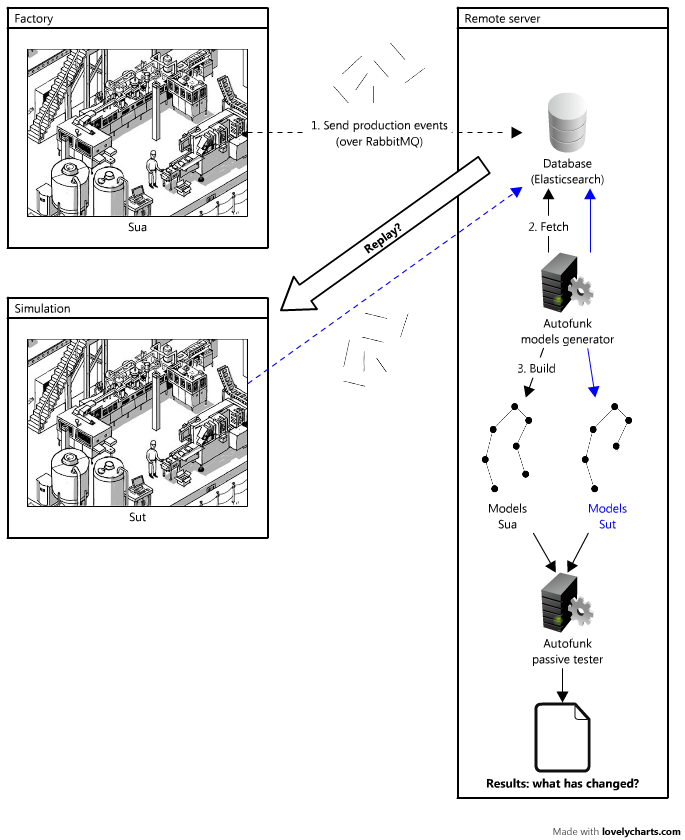 Factory
Sua
1. Send production events
(over RabbitMQ)
Remote server
Database
(Elasticsearch)
2. Fetch
Replay?
Simulation
Sut
Autofunk
models generator
3. Build
Models
Sua
Models
Sut
Autofunk
passive tester
Results: what has changed?
Made with lovelycharts.com